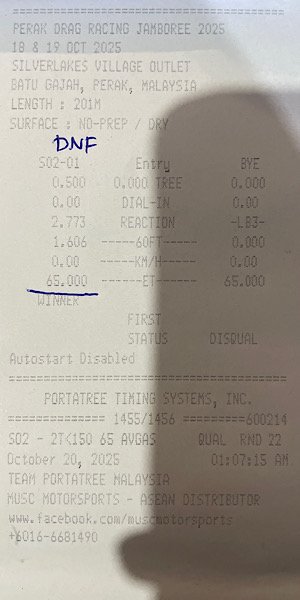 PERAK DRAG RACING JAMBOREE 2025
18 & 19 OCT 2025
SILVERLAKES VILLAGE OUTLET
BATU GAJAH, PERAK, MALAYSIA
LENGTH : 201M
SURFACE : NO-PREP / DRY
DNF
S02-01 Entry BYE
0.500 0.000 TREE 0.000
0.00 DIAL-IN 0.00
2.773 REACTION -LB3-
1.606 ------60FT----- 0.000
0.00 -----KM/H----- 0.00
65.000 ------ET------ 65.000
WINNER
FIRST
STATUS DISQUAL
Autostart Disabled
PORTATREE TIMING SYSTEMS, INC.
============= 1455/1456 =========600214
S02 - 2T<150 65 AVGAS QUAL RND 22
October 20, 2025 01:07:15 AM
TEAM PORTATREE MALAYSIA
MUSC MOTORSPORTS - ASEAN DISTRIBUTOR
www.facebook.com/muscmotorsports
+6016-6681490